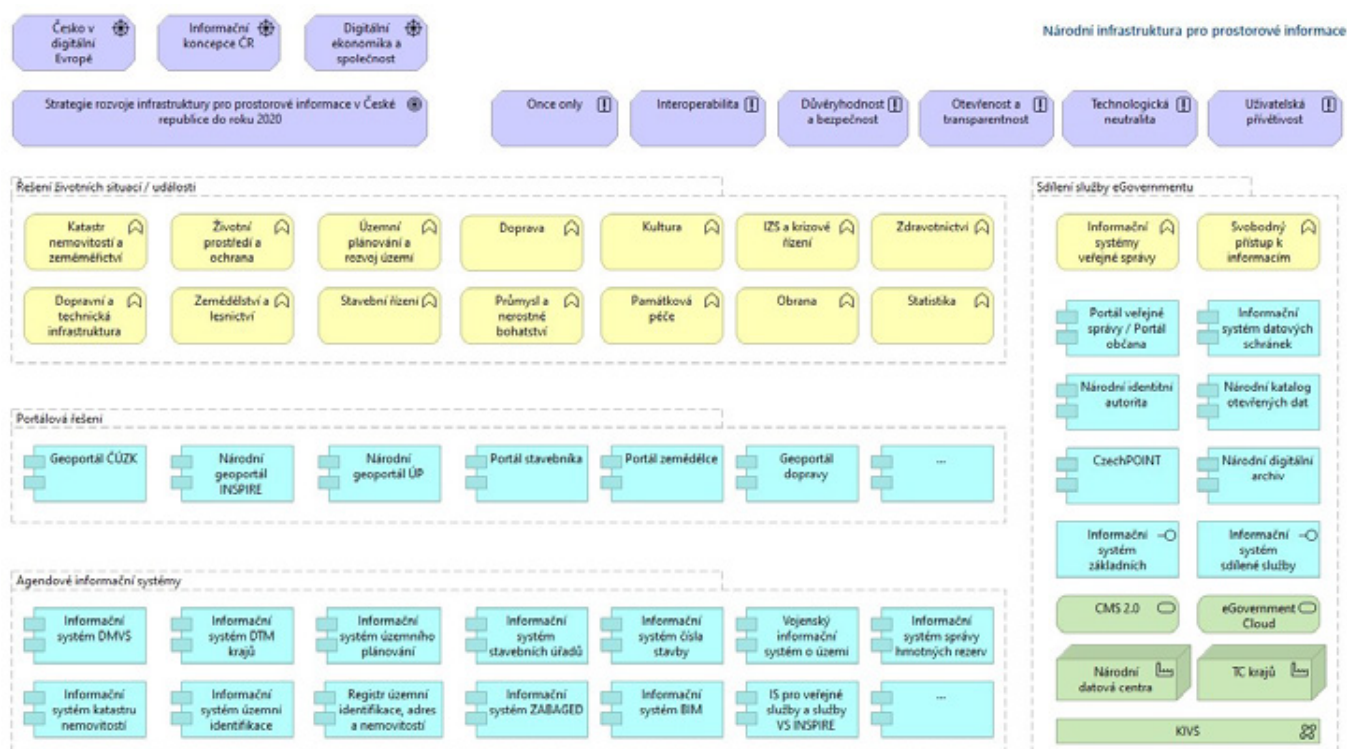 Česko v
digitální
Evropě
Informační
koncepce ČR
Digitální
ekonomika a
společnost
Národní infrastruktura pro prostorové informace
Strategie rozvoje infrastruktury pro prostorové informace v České
republice do roku 2020
Once only
Interoperabilita
Důvěryhodnost
a bezpečnost
Otevřenost a
transparentnost
Technologická
neutralita
Uživatelská
přívětivost
Řešení životních situací / událostí
Katastr
nemovitostí a
zeměměřictví
Životní
prostředí a
ochrana
Územní
plánování a
rozvoj území
Doprava
Kultura
IZS a krizové
řízení
Zdravotnictví
Dopravní a
technická
infrastruktura
Zemědělství a
lesnictví
Stavební řízení
Průmysl a
nerostné
bohatství
Památková
péče
Obrana
Statistika
Portálová řešení
Geoportál ČÚZK
Národní
geoportál
INSPIRE
Národní
geoportál ÚP
Portál stavebníka
Portál zemědělce
Geoportál
dopravy
...
Agendové informační systémy
Informační
systém DMVS
Informační
systém DTM
krajů
Informační
systém územního
plánování
Informační
systém
stavebních úřadů
Informační
systém čísla
stavby
Vojenský
informační
systém o území
Informační
systém správy
hmotných rezerv
Informační
systém katastru
nemovitostí
Informační
systém územní
identifikace
Registr územní
identifikace, adres
a nemovitostí
Informační
systém ZABAGED
Informační
systém BIM
IS pro veřejné
služby a služby
VS INSPIRE
...
Sdílení služby eGovernmentu
Informační
systémy
veřejné správy
Svobodný
přístup k
informacím
Portál veřejné
správy / Portál
občana
Informační
systém datových
schránek
Národní identitní
autorita
Národní katalog
otevřených dat
CzechPOINT
Národní digitální
archiv
Informační
systém
základních
Informační
systém
sdílené služby
CMS 2.0
eGovernment
Cloud
Národní
datová centra
TC krajů
KIVS